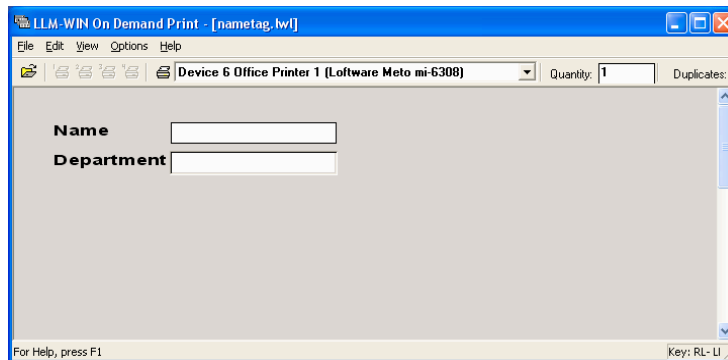 LLM-WIN On Demand Print - [nametag.lwl]
File Edit View Options Help
Device 6 Office Printer 1 (Loftware Meto mi-6308) Quantity: 1 Duplicates:
Name
Department
For Help, press F1 Key: RL- LI